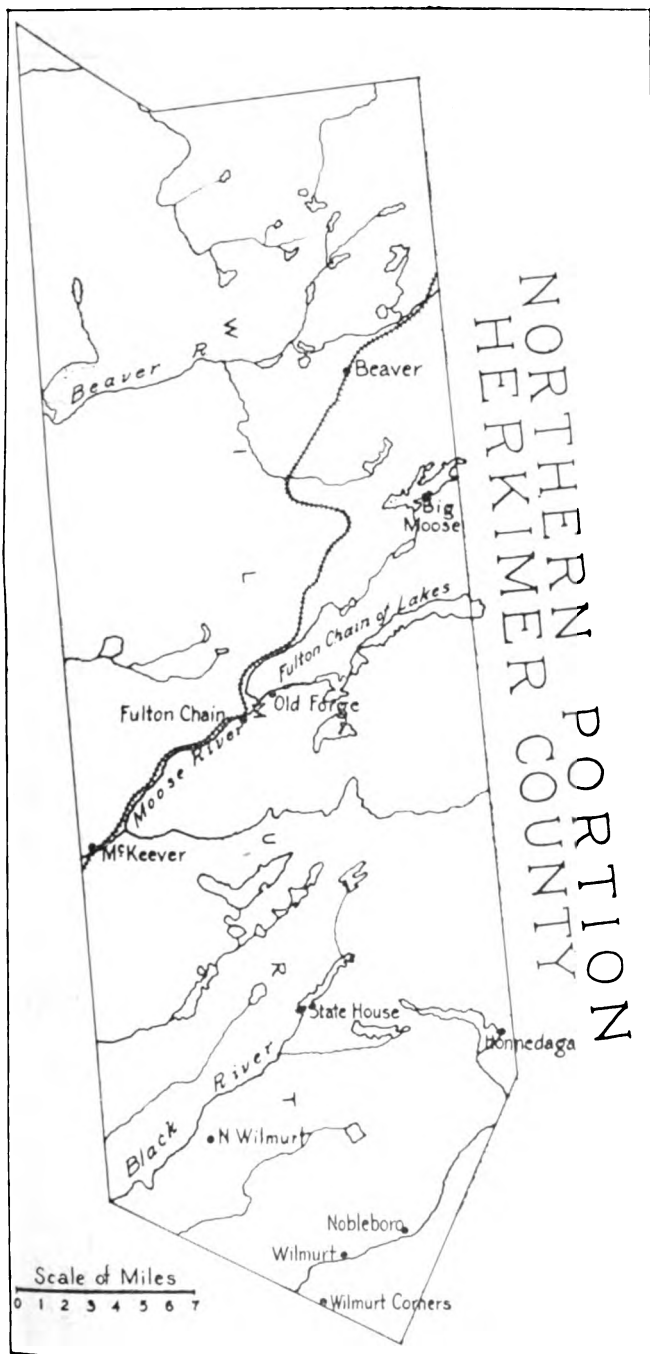 NORTHERN PORTION
HERKIMER COUNTY
W
I
L
M
U
R
T
Beaver R
Beaver
Big
Moose
Fulton Chain of Lakes
Old Forge
Fulton Chain
Moose River
McKeever
State House
Honnedaga
Black River
N Wilmurt
Nobleboro
Wilmurt
Wilmurt Corners
Scale of Miles
0 1 2 3 4 5 6 7